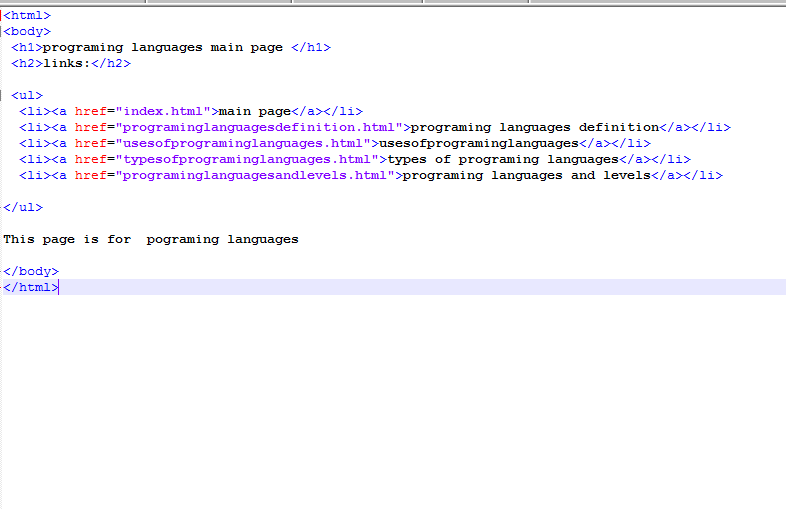 <html>
<body>
<h1>programing languages main page </h1>
<h2>links:</h2>
<ul>
<li><a href="index.html">main page</a></li>
<li><a href="programinglanguagesdefinition.html">programing languages definition</a></li>
<li><a href="usesofprograminglanguages.html">usesofprograminglanguages</a></li>
<li><a href="typesofprograminglanguages.html">types of programing languages</a></li>
<li><a href="programinglanguagesandlevels.html">programing languages and levels</a></li>
</ul>
This page is for  pograming languages
</body>
</html>